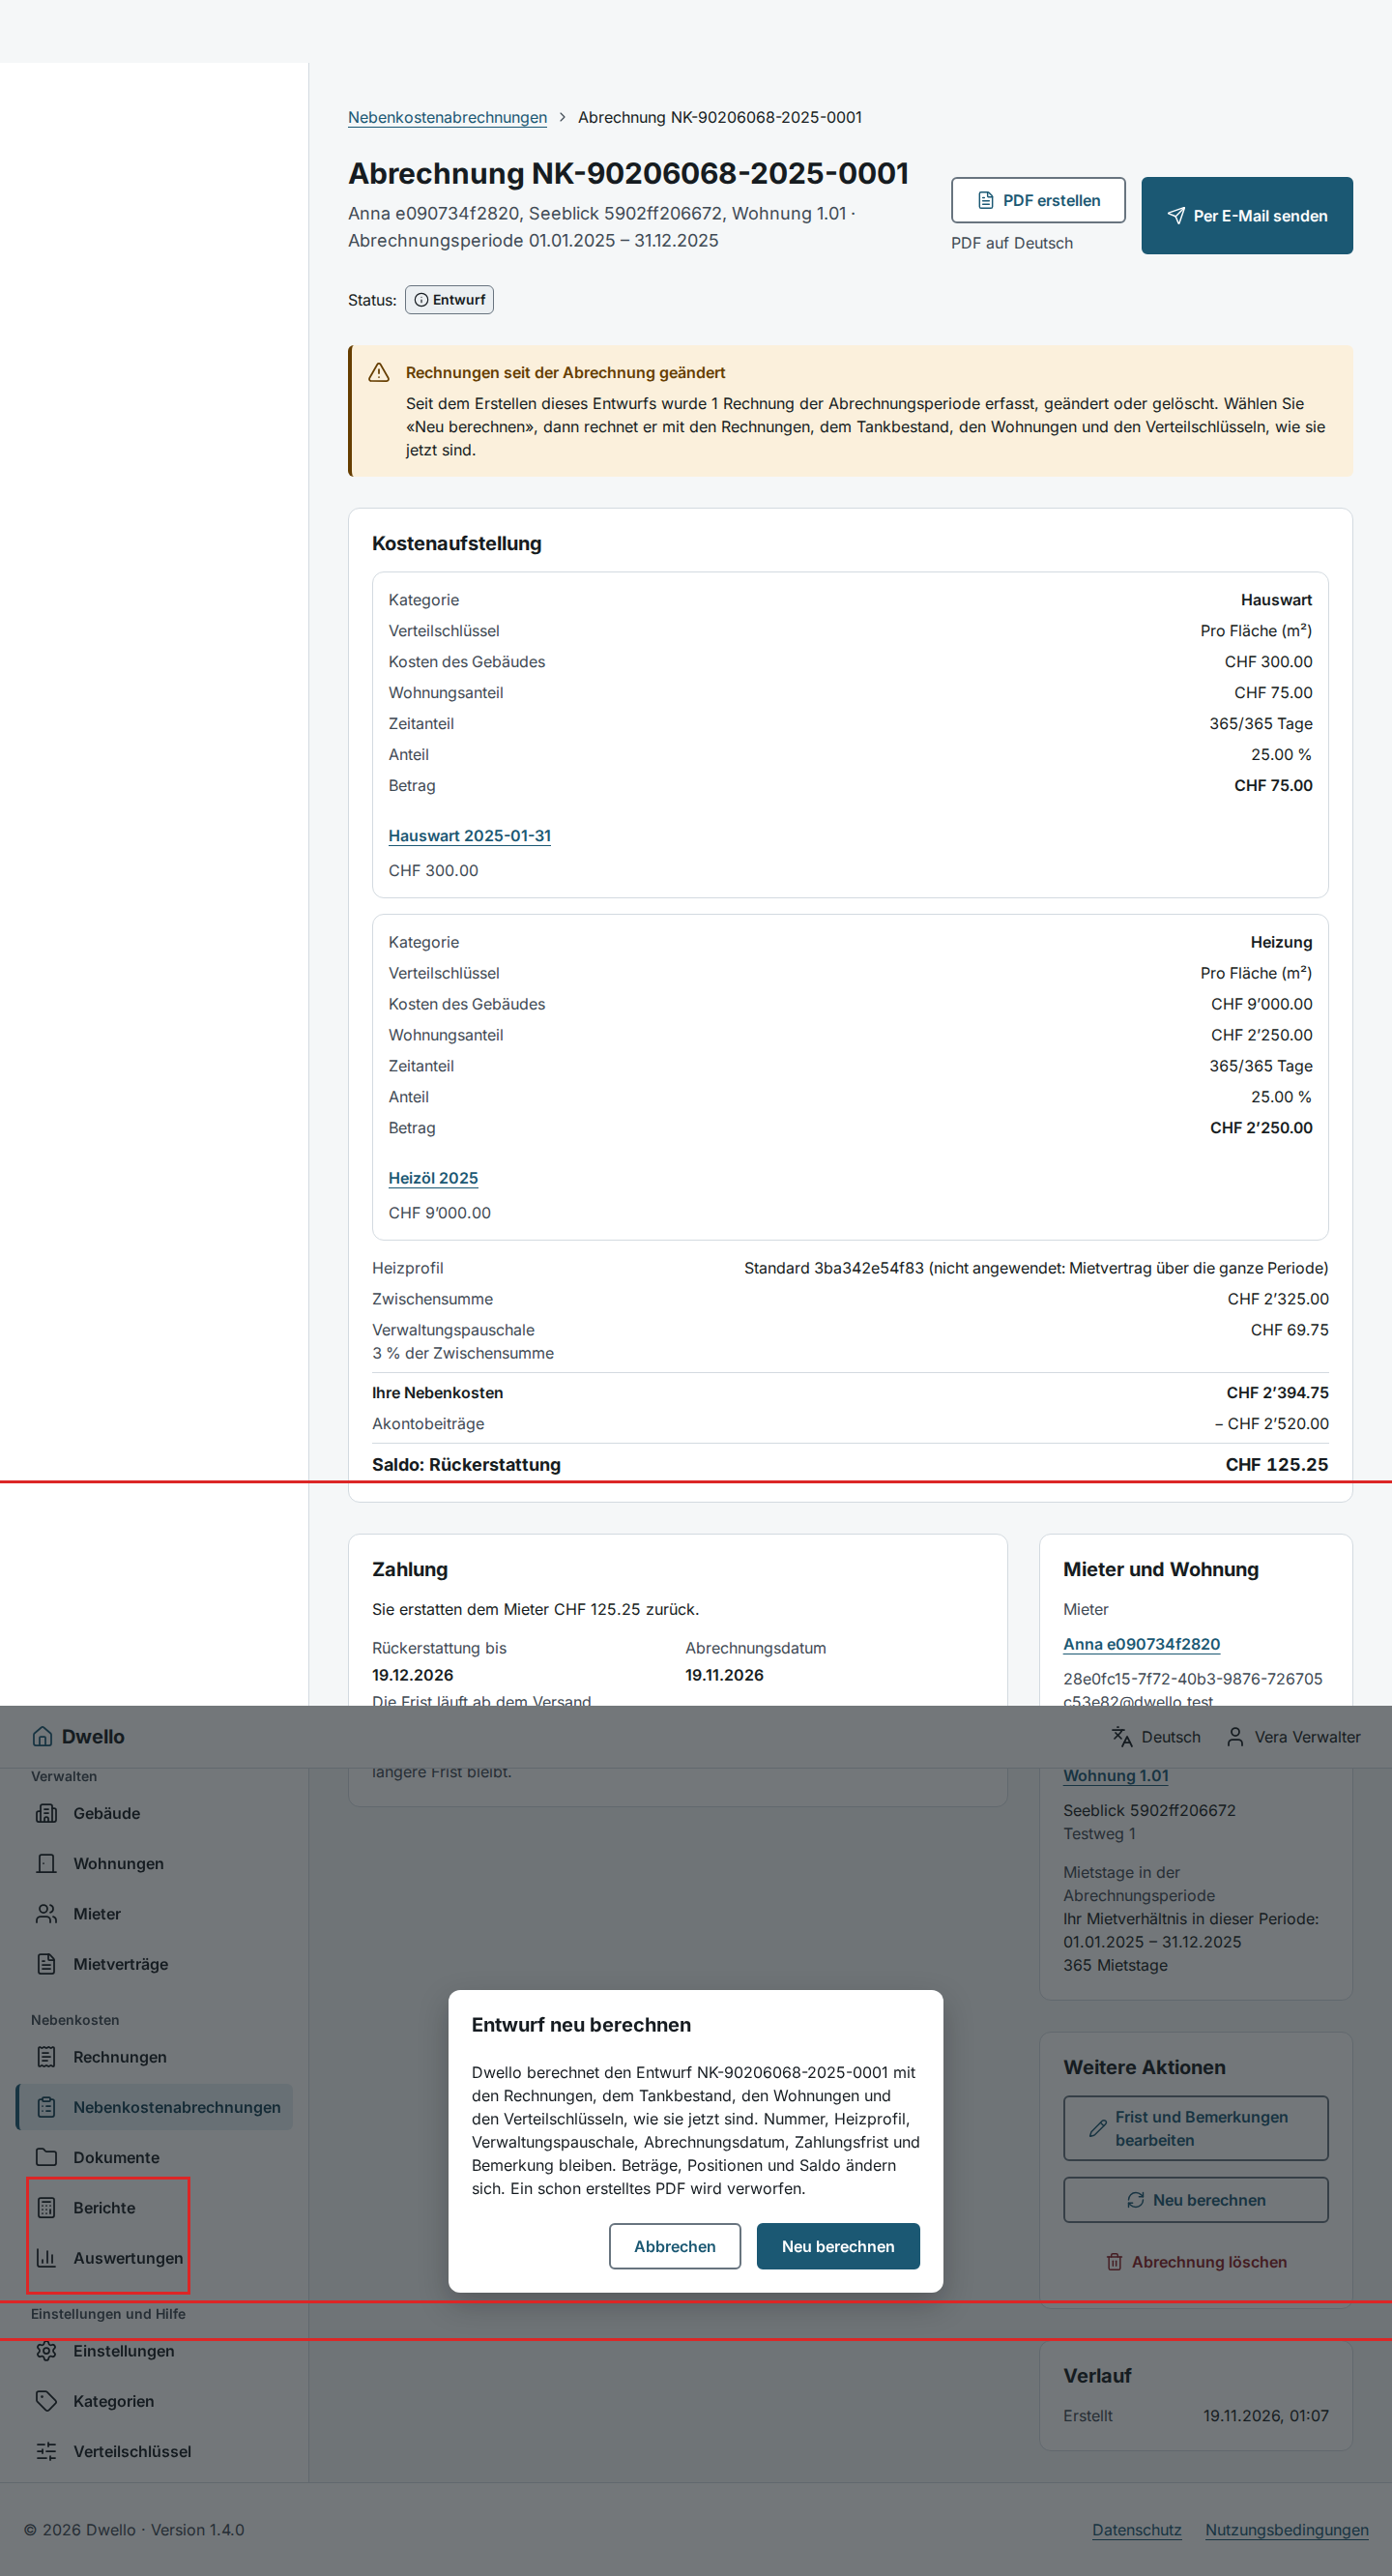 Nebenkostenabrechnungen > Abrechnung NK-90206068-2025-0001
Abrechnung NK-90206068-2025-0001
Anna e090734f2820, Seeblick 5902ff206672, Wohnung 1.01 ·
Abrechnungsperiode 01.01.2025 – 31.12.2025
PDF erstellen
PDF auf Deutsch
Per E-Mail senden
Status: Entwurf
Rechnungen seit der Abrechnung geändert
Seit dem Erstellen dieses Entwurfs wurde 1 Rechnung der Abrechnungsperiode erfasst, geändert oder gelöscht. Wählen Sie
«Neu berechnen», dann rechnet er mit den Rechnungen, dem Tankbestand, den Wohnungen und den Verteilschlüsseln, wie sie
jetzt sind.
Kostenaufstellung
Kategorie Hauswart
Verteilschlüssel Pro Fläche (m²)
Kosten des Gebäudes CHF 300.00
Wohnungsanteil CHF 75.00
Zeitanteil 365/365 Tage
Anteil 25.00 %
Betrag CHF 75.00
Hauswart 2025-01-31
CHF 300.00
Kategorie Heizung
Verteilschlüssel Pro Fläche (m²)
Kosten des Gebäudes CHF 9’000.00
Wohnungsanteil CHF 2’250.00
Zeitanteil 365/365 Tage
Anteil 25.00 %
Betrag CHF 2’250.00
Heizöl 2025
CHF 9’000.00
Heizprofil Standard 3ba342e54f83 (nicht angewendet: Mietvertrag über die ganze Periode)
Zwischensumme CHF 2’325.00
Verwaltungspauschale CHF 69.75
3 % der Zwischensumme
Ihre Nebenkosten CHF 2’394.75
Akontobeiträge – CHF 2’520.00
Saldo: Rückerstattung CHF 125.25
Zahlung
Sie erstatten dem Mieter CHF 125.25 zurück.
Rückerstattung bis
19.12.2026
Die Frist läuft ab dem Versand
Abrechnungsdatum
19.11.2026
längere Frist bleibt.
Mieter und Wohnung
Mieter
Anna e090734f2820
28e0fc15-7f72-40b3-9876-726705
c53e82@dwello.test
Dwello
Deutsch
Vera Verwalter
Verwalten
Gebäude
Wohnungen
Mieter
Mietverträge
Nebenkosten
Rechnungen
Nebenkostenabrechnungen
Dokumente
Berichte
Auswertungen
Einstellungen und Hilfe
Einstellungen
Kategorien
Verteilschlüssel
Wohnung 1.01
Seeblick 5902ff206672
Testweg 1
Mietstage in der
Abrechnungsperiode
Ihr Mietverhältnis in dieser Periode:
01.01.2025 – 31.12.2025
365 Mietstage
Entwurf neu berechnen
Dwello berechnet den Entwurf NK-90206068-2025-0001 mit
den Rechnungen, dem Tankbestand, den Wohnungen und
den Verteilschlüsseln, wie sie jetzt sind. Nummer, Heizprofil,
Verwaltungspauschale, Abrechnungsdatum, Zahlungsfrist und
Bemerkung bleiben. Beträge, Positionen und Saldo ändern
sich. Ein schon erstelltes PDF wird verworfen.
Abbrechen
Neu berechnen
Weitere Aktionen
Frist und Bemerkungen
bearbeiten
Neu berechnen
Abrechnung löschen
Verlauf
Erstellt 19.11.2026, 01:07
© 2026 Dwello · Version 1.4.0
Datenschutz
Nutzungsbedingungen